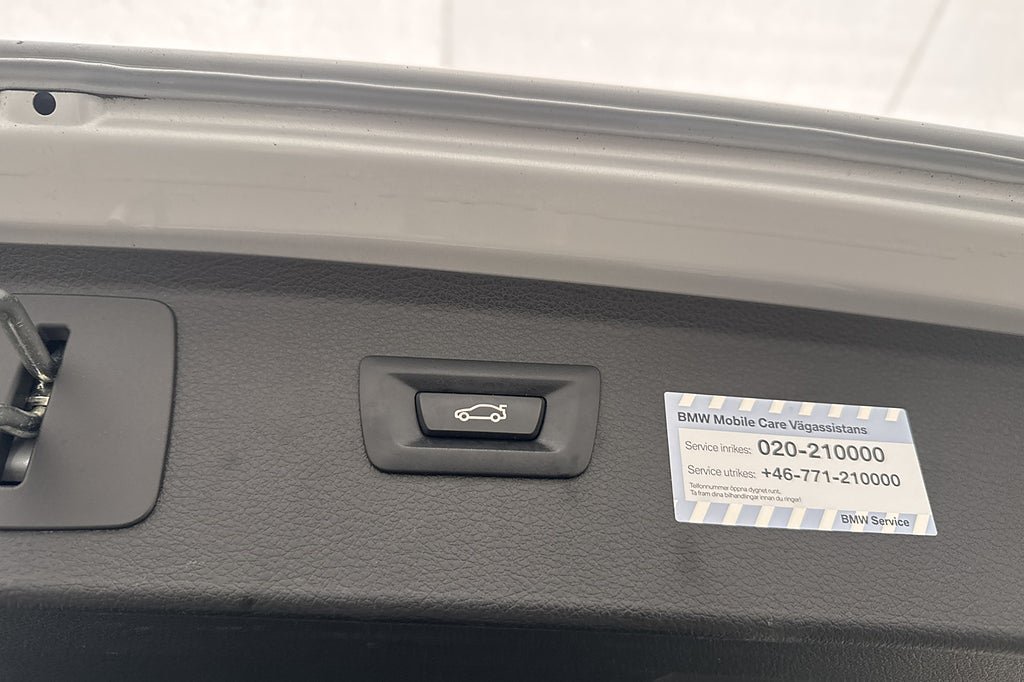 BMW Mobile Care Vägassistans
Service inrikes: 020-210000
Service utrikes: +46-771-210000
Telfonnummer öppna dygnet runt.
Ta fram dina bilhandlingar innan du ringer!
BMW Service